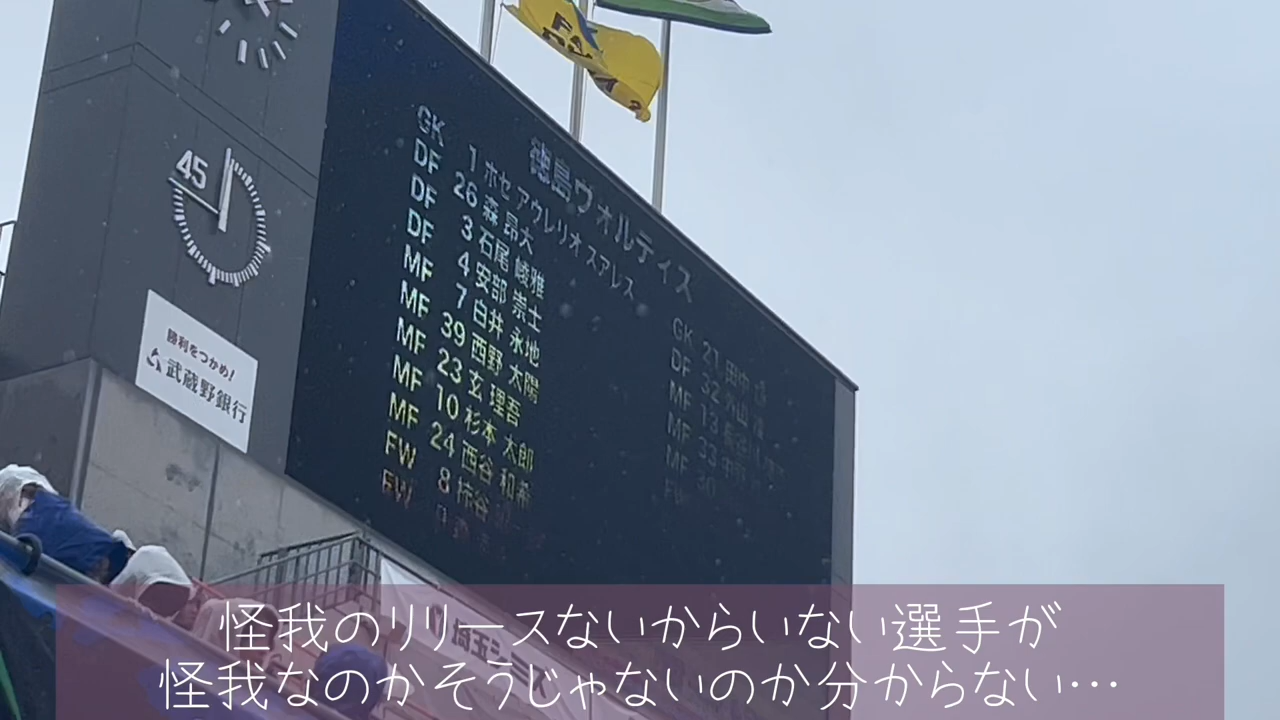 45
勝利をつかめ!
武蔵野銀行
徳島ヴォルティス
GK 1 ホセ アウレリオ スアレス
DF 26 森 昂大
DF 3 石尾 崚雅
DF 4 安部 崇士
MF 7 白井 永地
MF 39 西野 太陽
MF 23 玄 理吾
MF 10 杉本 太郎
MF 24 西谷 和希
FW 8 柿谷
FW
GK 21 田中
DF 32
MF 13
MF 33
MF
FW
怪我のリリースないからいない選手が
怪我なのかそうじゃないのか分からない…